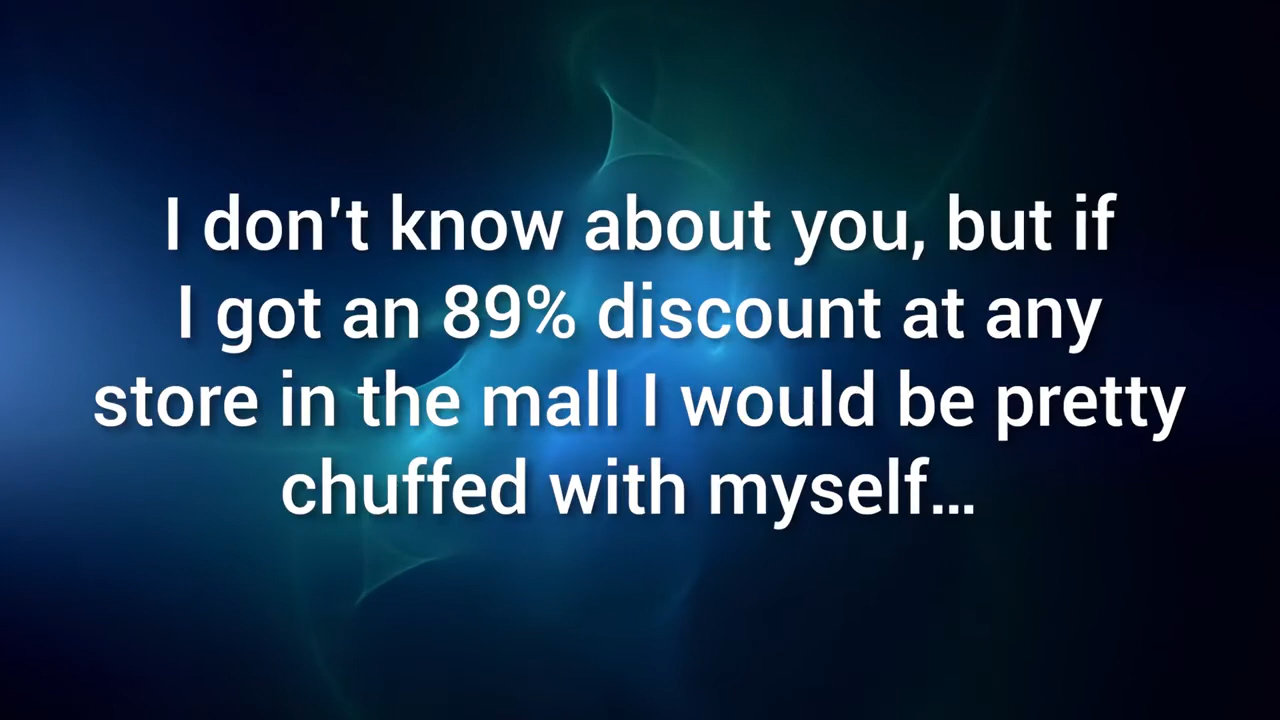 I don't know about you, but if
I got an 89% discount at any
store in the mall I would be pretty
chuffed with myself...